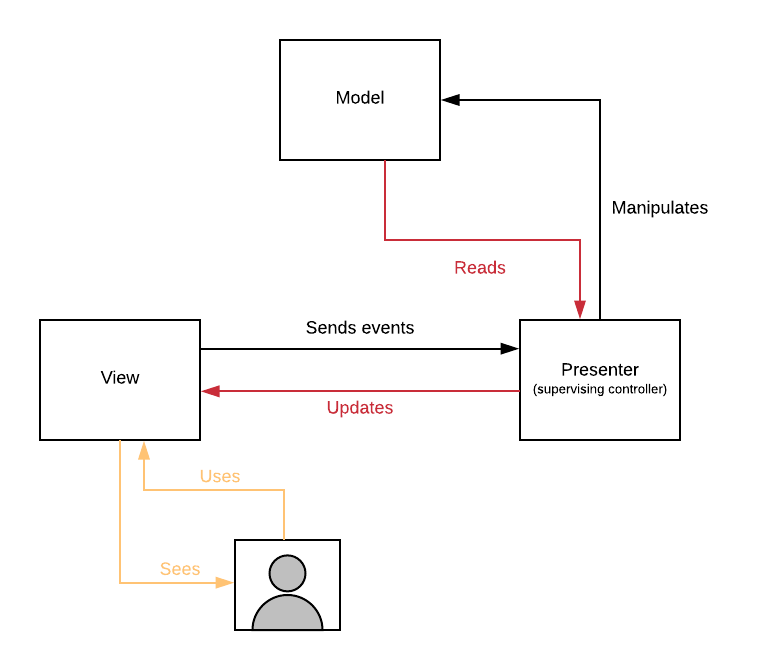 Model
Manipulates
Reads
Sends events
View
Presenter
(supervising controller)
Updates
Uses
Sees